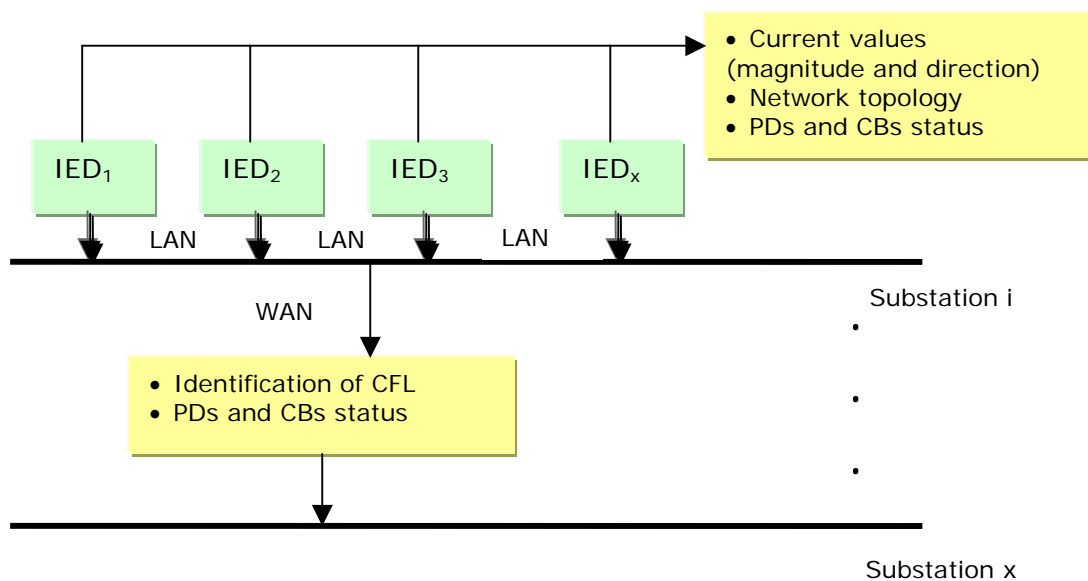 • Current values
(magnitude and direction)
• Network topology
• PDs and CBs status
IED₁ IED₂ IED₃ IEDₓ
LAN LAN LAN
Substation i
WAN
• Identification of CFL
• PDs and CBs status
Substation x